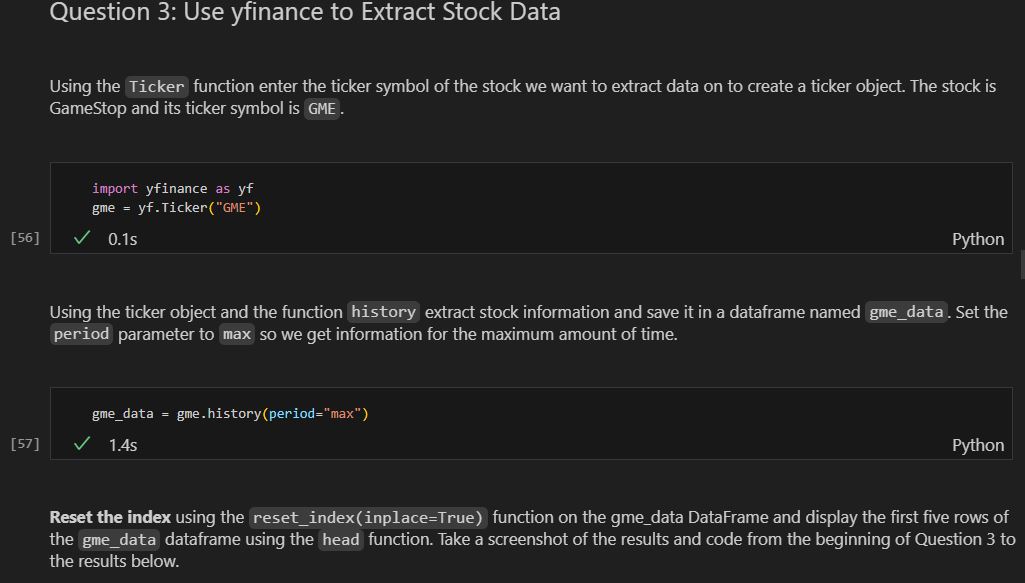 Question 3: Use yfinance to Extract Stock Data
Using the Ticker function enter the ticker symbol of the stock we want to extract data on to create a ticker object. The stock is
GameStop and its ticker symbol is GME.
import yfinance as yf
gme = yf.Ticker("GME")
[56] 0.1s Python
Using the ticker object and the function history extract stock information and save it in a dataframe named gme_data. Set the
period parameter to max so we get information for the maximum amount of time.
gme_data = gme.history(period="max")
[57] 1.4s Python
Reset the index using the reset_index(inplace=True) function on the gme_data DataFrame and display the first five rows of
the gme_data dataframe using the head function. Take a screenshot of the results and code from the beginning of Question 3 to
the results below.